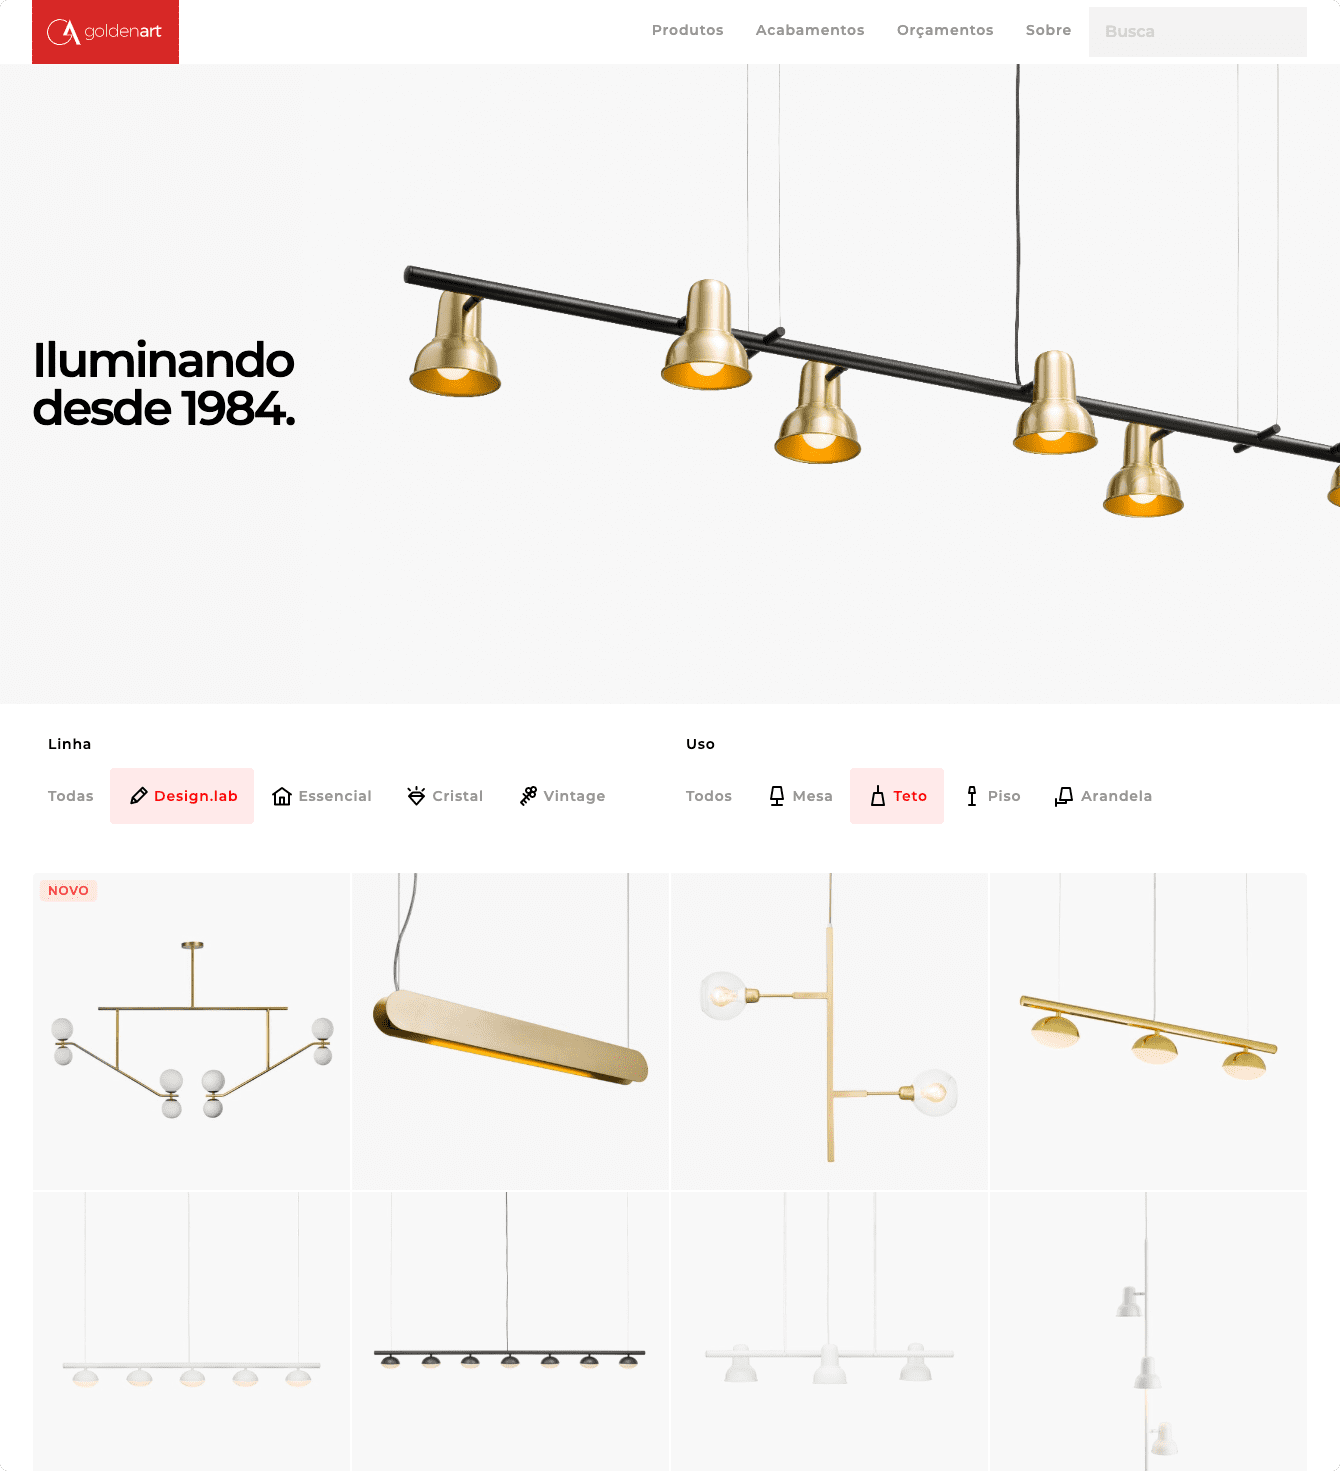 goldenart
Produtos Acabamentos Orçamentos Sobre Busca
Iluminando
desde 1984.
Linha
Todas Design.lab Essencial Cristal Vintage
Uso
Todos Mesa Teto Piso Arandela
NOVO